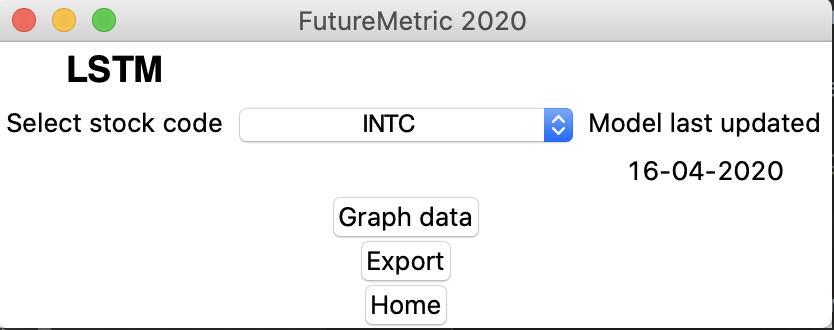 FutureMetric 2020
LSTM
Select stock code INTC Model last updated
16-04-2020
Graph data
Export
Home